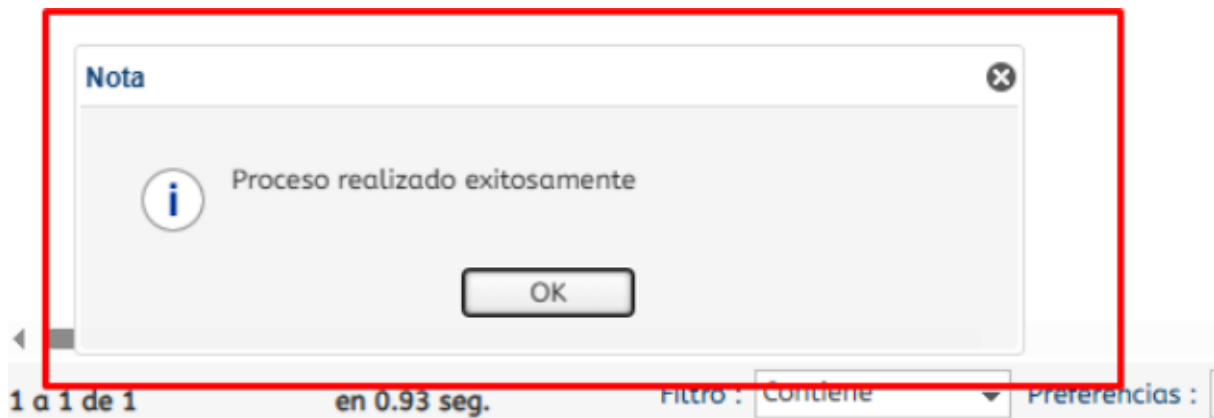 Nota
Proceso realizado exitosamente
OK
1 a 1 de 1 en 0.93 seg. Filtro : Contiene Preferencias :